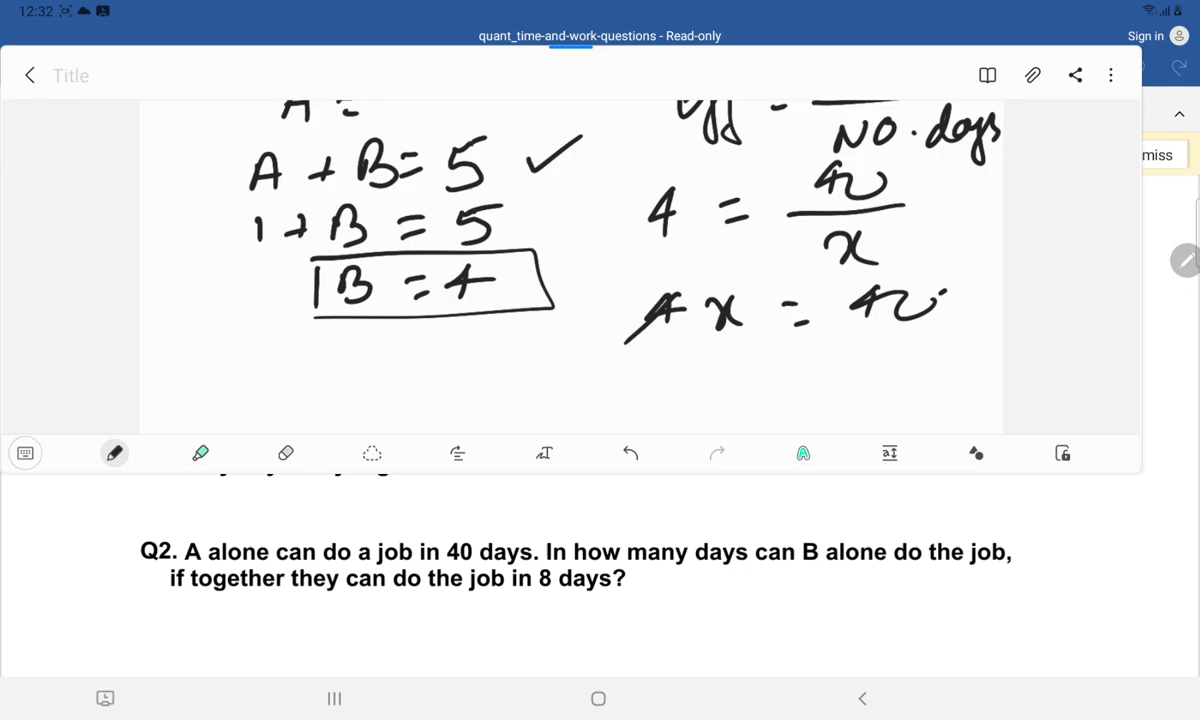 12:32
quant_time-and-work-questions - Read-only
Sign in
Title
miss
A =
A + B = 5 ✓
1 + B = 5
B = 4
NO. days
4 = 40/x
4x = 40
Q2. A alone can do a job in 40 days. In how many days can B alone do the job,
if together they can do the job in 8 days?